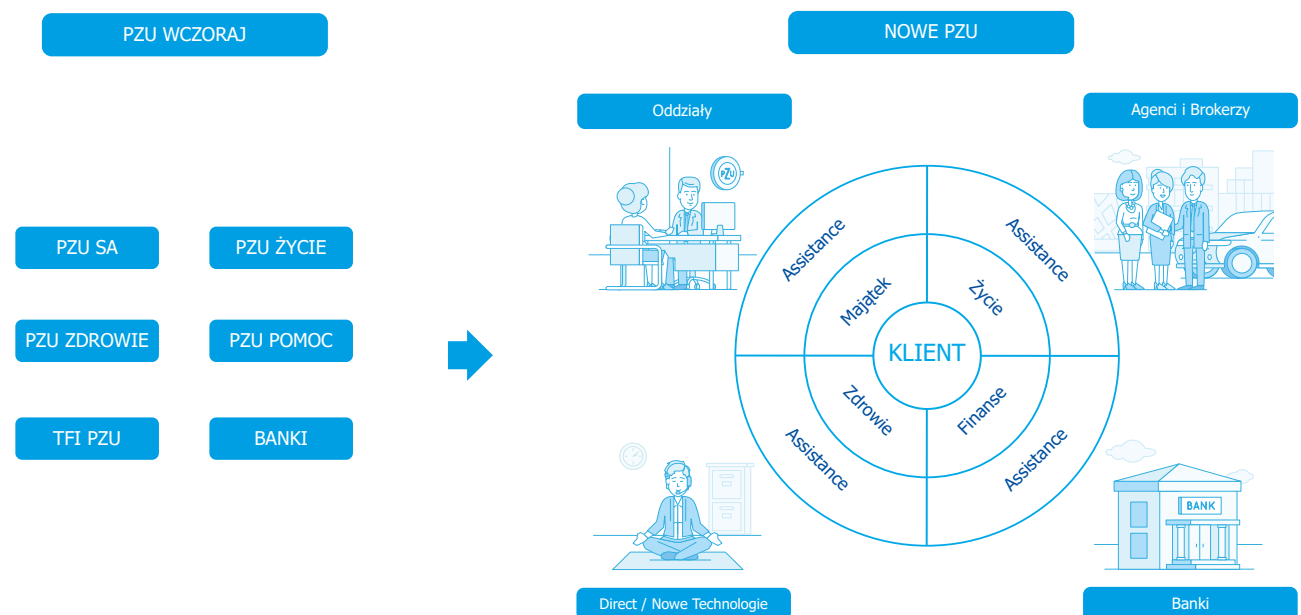 PZU WCZORAJ
NOWE PZU
PZU SA
PZU ŻYCIE
PZU ZDROWIE
PZU POMOC
TFI PZU
BANKI
Oddziały
Agenci i Brokerzy
PZU
Assistance
Assistance
Majątek
Życie
KLIENT
Zdrowie
Finanse
Assistance
Assistance
BANK
Direct / Nowe Technologie
Banki